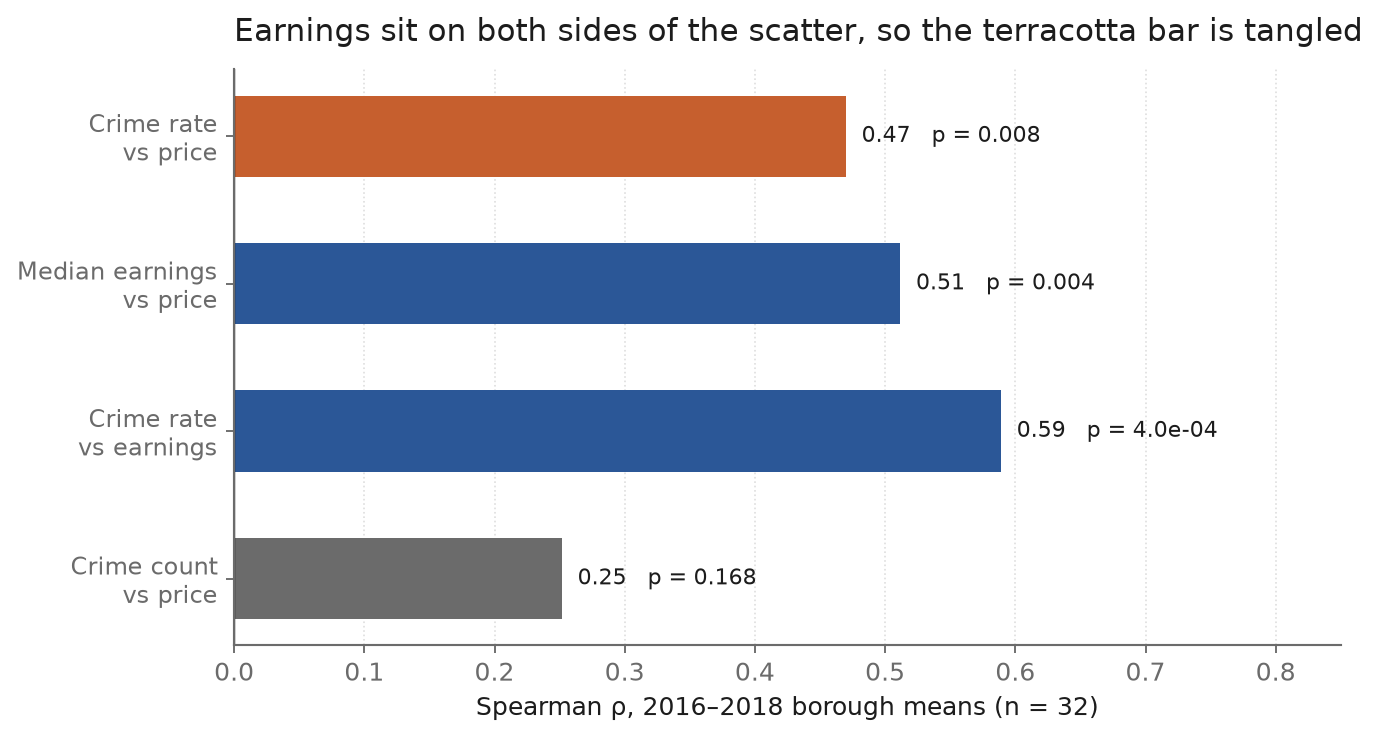 Earnings sit on both sides of the scatter, so the terracotta bar is tangled
Crime rate
vs price
0.47 p = 0.008
Median earnings
vs price
0.51 p = 0.004
Crime rate
vs earnings
0.59 p = 4.0e-04
Crime count
vs price
0.25 p = 0.168
0.0 0.1 0.2 0.3 0.4 0.5 0.6 0.7 0.8
Spearman ρ, 2016–2018 borough means (n = 32)